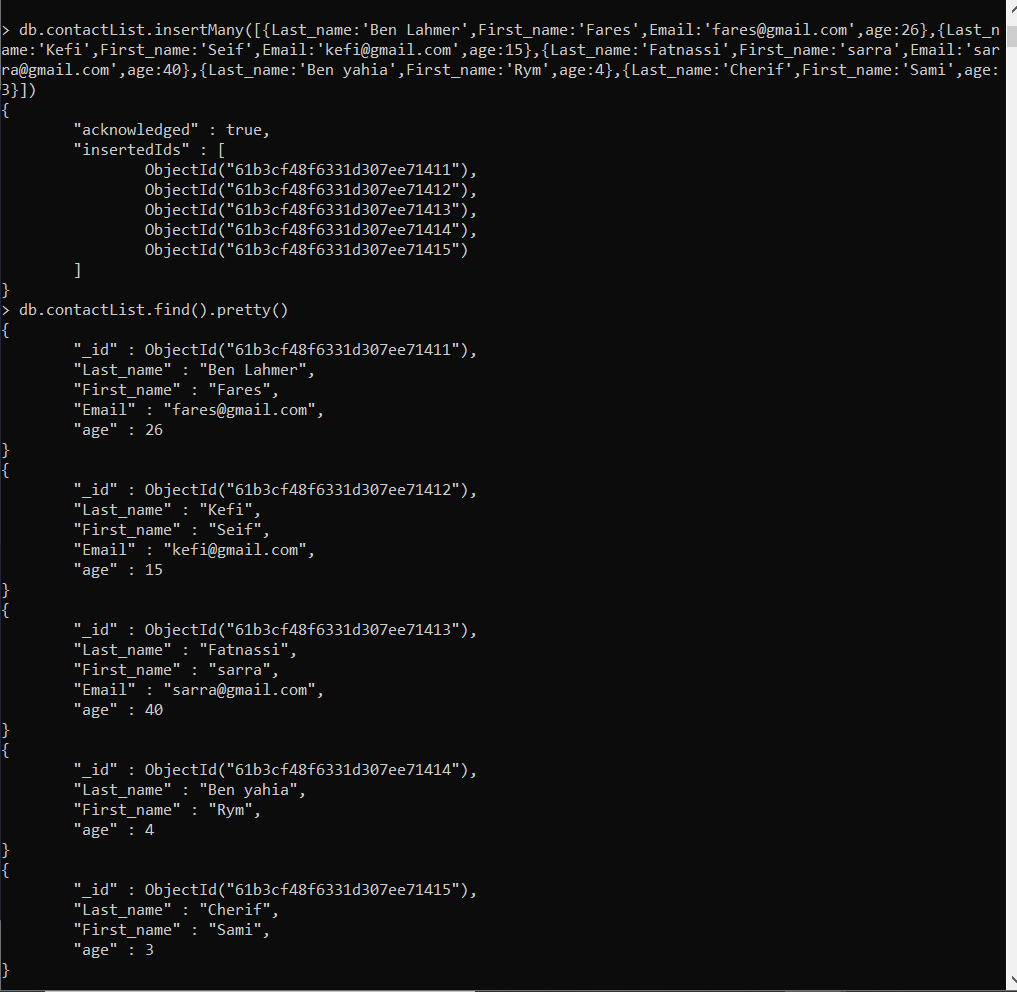 > db.contactList.insertMany([{Last_name:'Ben Lahmer',First_name:'Fares',Email:'fares@gmail.com',age:26},{Last_n
ame:'Kefi',First_name:'Seif',Email:'kefi@gmail.com',age:15},{Last_name:'Fatnassi',First_name:'sarra',Email:'sar
ra@gmail.com',age:40},{Last_name:'Ben yahia',First_name:'Rym',age:4},{Last_name:'Cherif',First_name:'Sami',age:
3}])
{
        "acknowledged" : true,
        "insertedIds" : [
                ObjectId("61b3cf48f6331d307ee71411"),
                ObjectId("61b3cf48f6331d307ee71412"),
                ObjectId("61b3cf48f6331d307ee71413"),
                ObjectId("61b3cf48f6331d307ee71414"),
                ObjectId("61b3cf48f6331d307ee71415")
        ]
}
> db.contactList.find().pretty()
{
        "_id" : ObjectId("61b3cf48f6331d307ee71411"),
        "Last_name" : "Ben Lahmer",
        "First_name" : "Fares",
        "Email" : "fares@gmail.com",
        "age" : 26
}
{
        "_id" : ObjectId("61b3cf48f6331d307ee71412"),
        "Last_name" : "Kefi",
        "First_name" : "Seif",
        "Email" : "kefi@gmail.com",
        "age" : 15
}
{
        "_id" : ObjectId("61b3cf48f6331d307ee71413"),
        "Last_name" : "Fatnassi",
        "First_name" : "sarra",
        "Email" : "sarra@gmail.com",
        "age" : 40
}
{
        "_id" : ObjectId("61b3cf48f6331d307ee71414"),
        "Last_name" : "Ben yahia",
        "First_name" : "Rym",
        "age" : 4
}
{
        "_id" : ObjectId("61b3cf48f6331d307ee71415"),
        "Last_name" : "Cherif",
        "First_name" : "Sami",
        "age" : 3
}